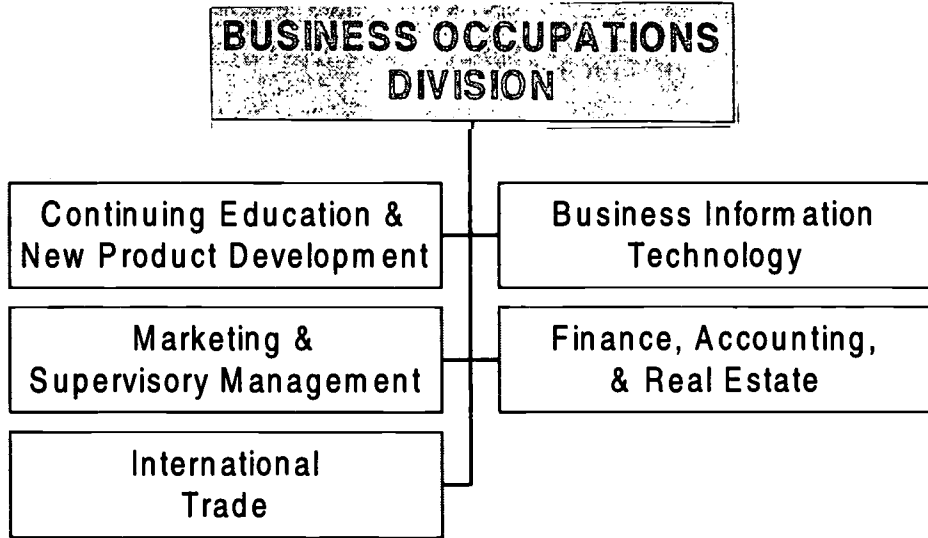 BUSINESS OCCUPATIONS
DIVISION
Continuing Education &
New Product Development
Business Information
Technology
Marketing &
Supervisory Management
Finance, Accounting,
& Real Estate
International
Trade